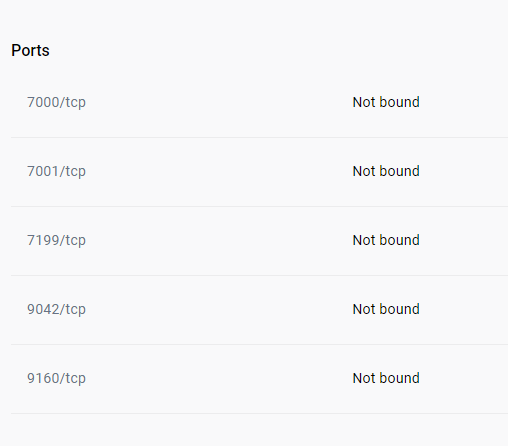 Ports
7000/tcp Not bound
7001/tcp Not bound
7199/tcp Not bound
9042/tcp Not bound
9160/tcp Not bound